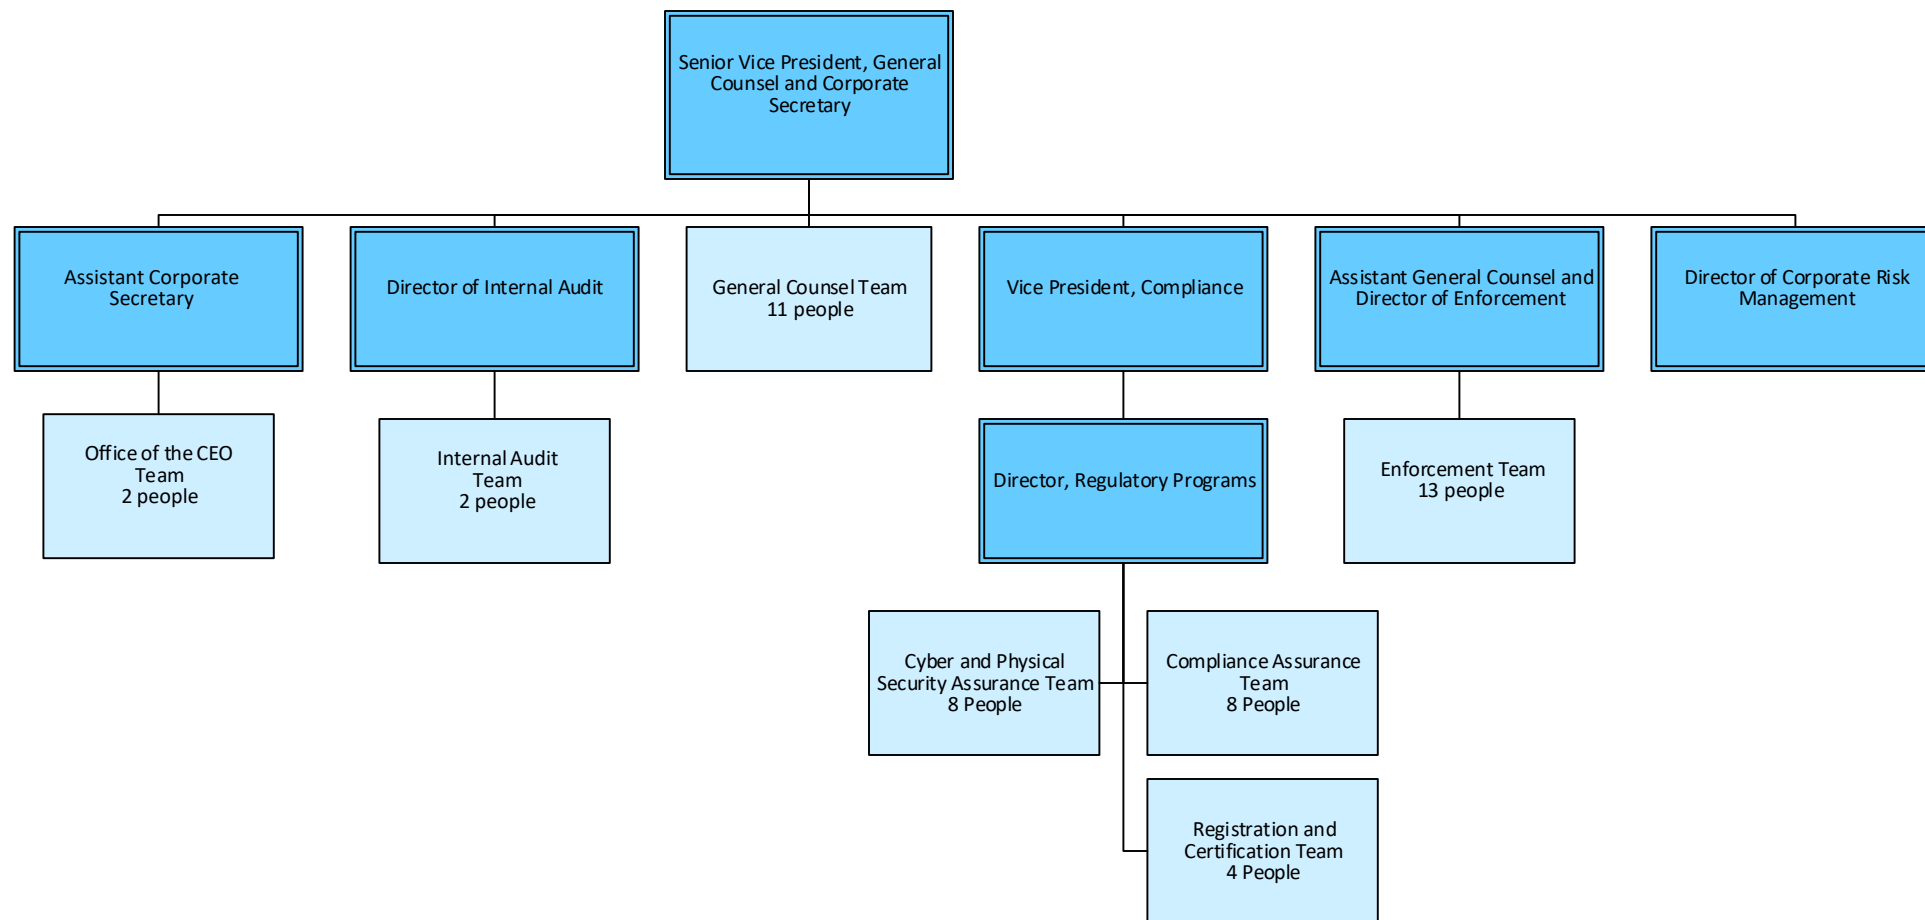 Senior Vice President, General
Counsel and Corporate
Secretary
Assistant Corporate
Secretary
Director of Internal Audit
General Counsel Team
11 people
Vice President, Compliance
Assistant General Counsel and
Director of Enforcement
Director of Corporate Risk
Management
Office of the CEO
Team
2 people
Internal Audit
Team
2 people
Director, Regulatory Programs
Enforcement Team
13 people
Cyber and Physical
Security Assurance Team
8 People
Compliance Assurance
Team
8 People
Registration and
Certification Team
4 People